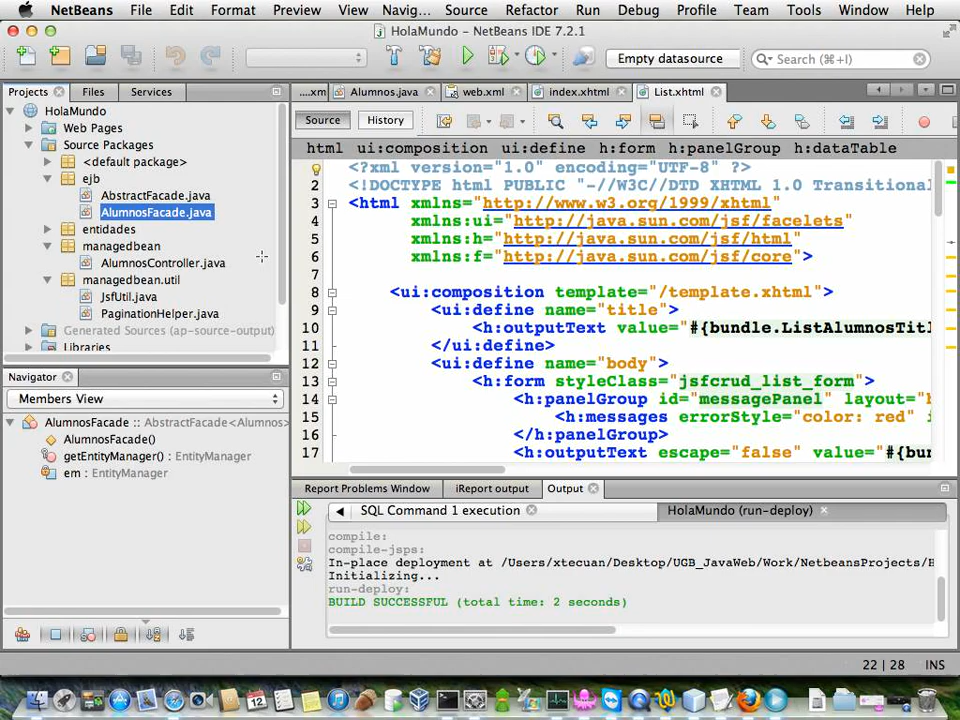 NetBeans File Edit Format Preview View Navig... Source Refactor Run Debug Profile Team Tools Window Help
HolaMundo - NetBeans IDE 7.2.1
Empty datasource
Search (⌘+I)
Projects Files Services
....xm Alumnos.java web.xml index.xhtml List.xhtml
HolaMundo
Web Pages
Source Packages
<default package>
ejb
AbstractFacade.java
AlumnosFacade.java
entidades
managedbean
AlumnosController.java
managedbean.util
JsfUtil.java
PaginationHelper.java
Generated Sources (ap-source-output)
Libraries
Source History
html ui:composition ui:define h:form h:panelGroup h:dataTable
<?xml version="1.0" encoding="UTF-8" ?>
2 <!DOCTYPE html PUBLIC "-//W3C//DTD XHTML 1.0 Transitional
3 <html xmlns="http://www.w3.org/1999/xhtml"
4 xmlns:ui="http://java.sun.com/jsf/facelets"
5 xmlns:h="http://java.sun.com/jsf/html"
6 xmlns:f="http://java.sun.com/jsf/core">
7
8 <ui:composition template="/template.xhtml">
9 <ui:define name="title">
10 <h:outputText value="#{bundle.ListAlumnosTitl
11 </ui:define>
12 <ui:define name="body">
13 <h:form styleClass="jsfcrud_list_form">
14 <h:panelGroup id="messagePanel" layout="
15 <h:messages errorStyle="color: red" i
16 </h:panelGroup>
17 <h:outputText escape="false" value="#{bun
Navigator
Members View
AlumnosFacade :: AbstractFacade<Alumnos>
AlumnosFacade()
getEntityManager() : EntityManager
em : EntityManager
Report Problems Window iReport output Output
SQL Command 1 execution HolaMundo (run-deploy)
compile:
compile-jsps:
In-place deployment at /Users/xtecuan/Desktop/UGB_JavaWeb/Work/NetbeansProjects/H
Initializing...
run-deploy:
BUILD SUCCESSFUL (total time: 2 seconds)
22 | 28 INS
12